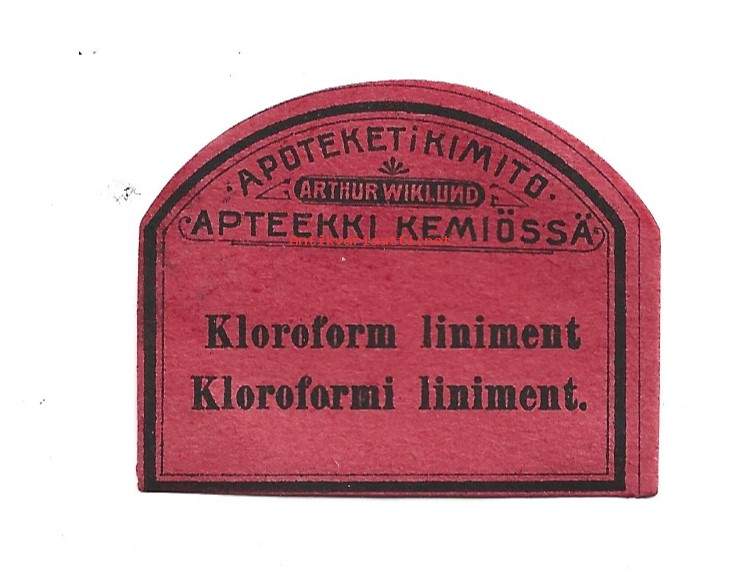 APOTEKET i KIMITO.
ARTHUR WIKLUND
APTEEKKI KEMIÖSSÄ
Kloroform liniment
Kloroformi liniment.